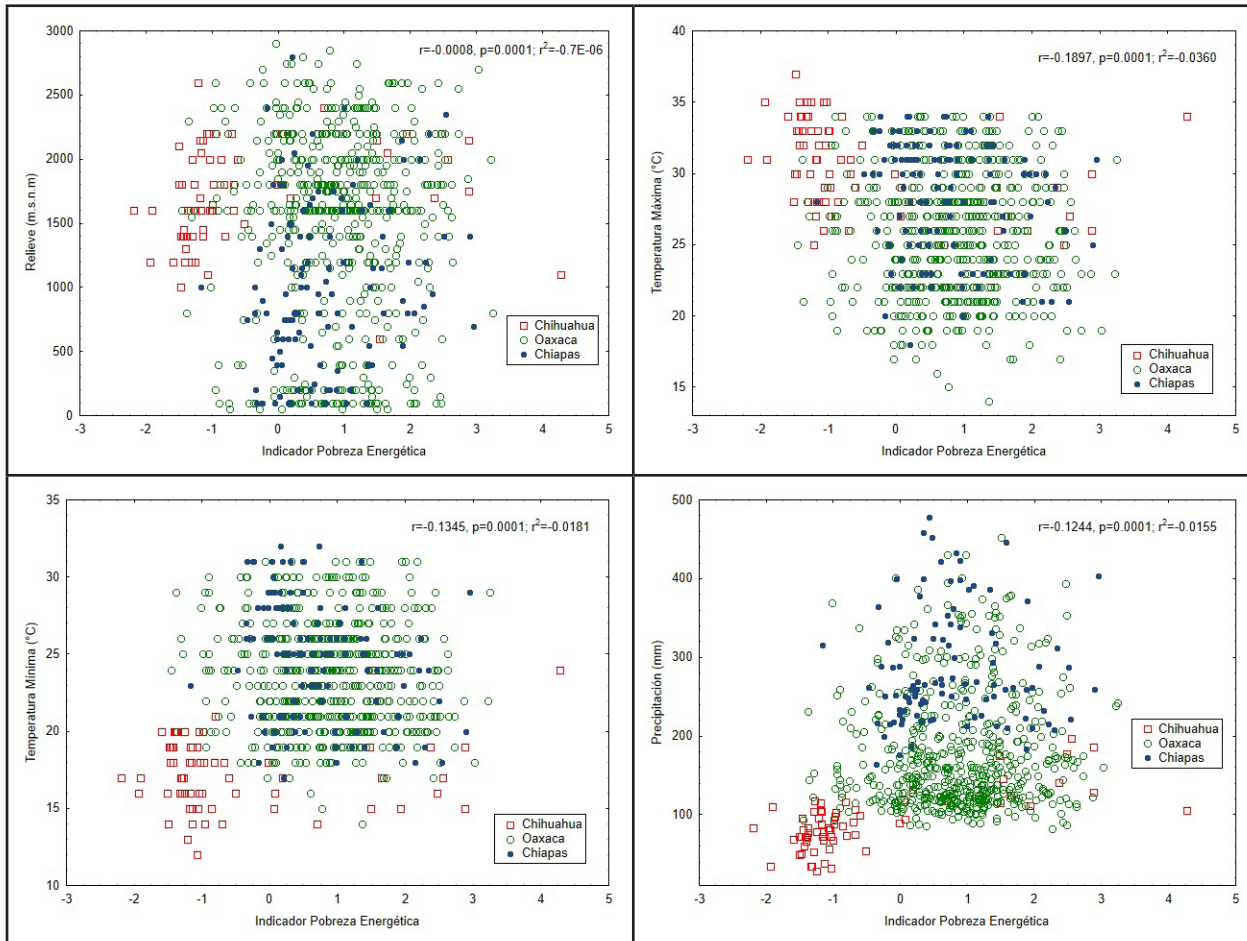 r=-0.0008, p=0.0001; r²=-0.7E-06
3000
2500
2000
1500
1000
500
0
Relieve (m.s.n.m)
Chihuahua
Oaxaca
Chiapas
-3 -2 -1 0 1 2 3 4 5
Indicador Pobreza Energética
r=-0.1897, p=0.0001; r²=-0.0360
40
35
30
25
20
15
Temperatura Máxima (°C)
Chihuahua
Oaxaca
Chiapas
-3 -2 -1 0 1 2 3 4 5
Indicador Pobreza Energética
r=-0.1345, p=0.0001; r²=-0.0181
35
30
25
20
15
10
Temperatura Mínima (°C)
Chihuahua
Oaxaca
Chiapas
-3 -2 -1 0 1 2 3 4 5
Indicador Pobreza Energética
r=-0.1244, p=0.0001; r²=-0.0155
500
400
300
200
100
Precipitación (mm)
Chihuahua
Oaxaca
Chiapas
-3 -2 -1 0 1 2 3 4 5
Indicador Pobreza Energética